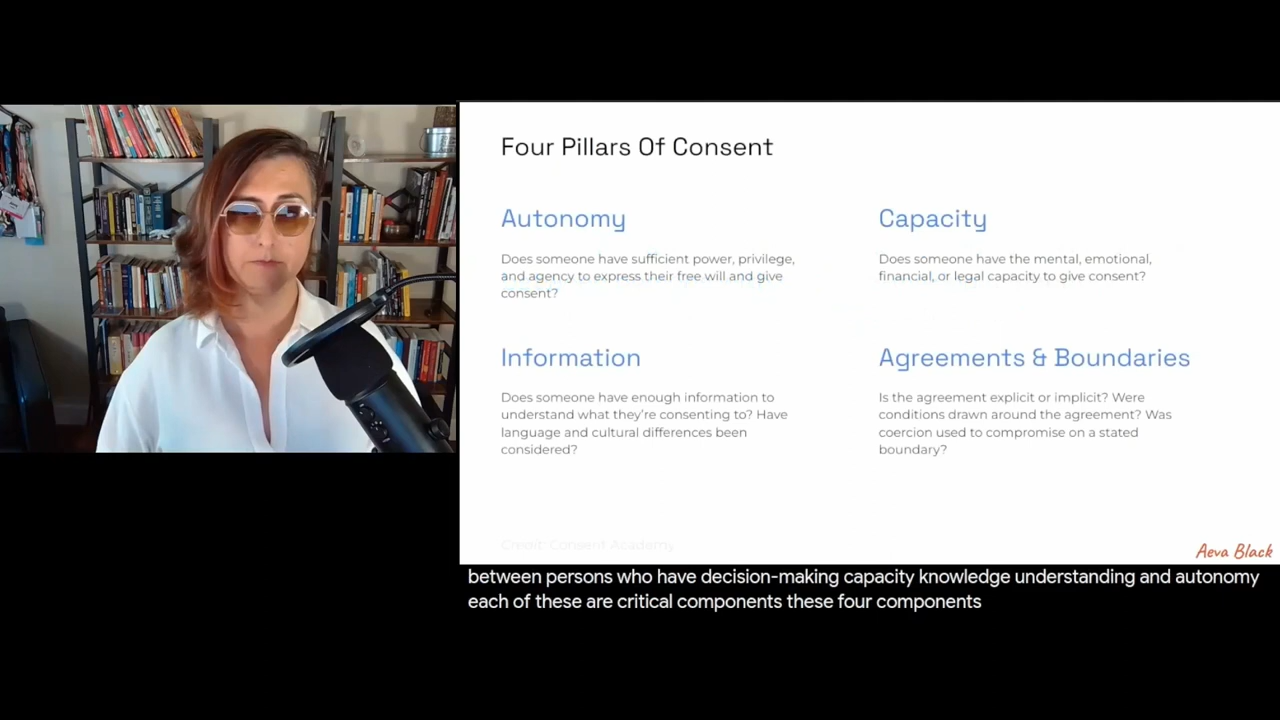 Four Pillars Of Consent
Autonomy
Does someone have sufficient power, privilege,
and agency to express their free will and give
consent?
Capacity
Does someone have the mental, emotional,
financial, or legal capacity to give consent?
Information
Does someone have enough information to
understand what they're consenting to? Have
language and cultural differences been
considered?
Agreements & Boundaries
Is the agreement explicit or implicit? Were
conditions drawn around the agreement? Was
coercion used to compromise on a stated
boundary?
Credit: Consent Academy
Aeva Black
between persons who have decision-making capacity knowledge understanding and autonomy
each of these are critical components these four components